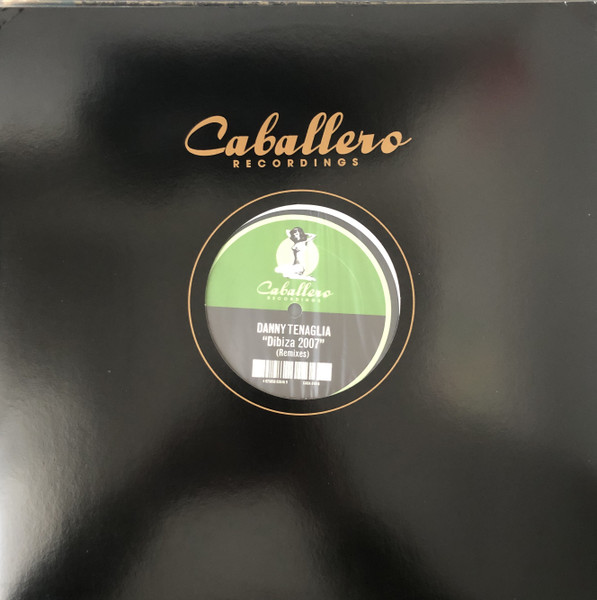 Caballero
RECORDINGS
Caballero
RECORDINGS
DANNY TENAGLIA
"Dibiza 2007"
(Remixes)